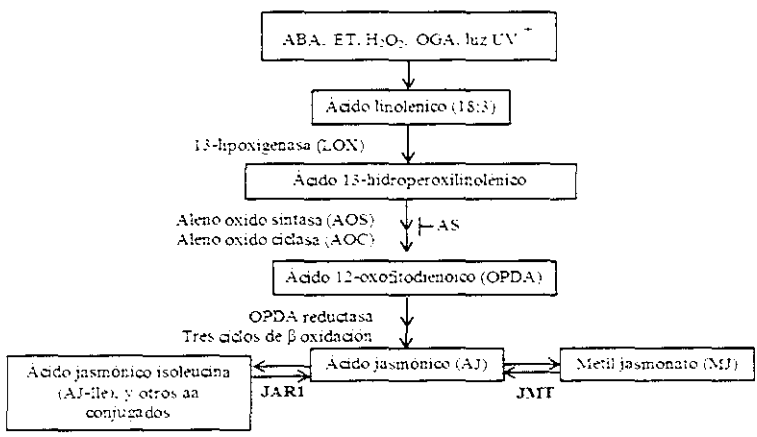 ABA, ET, H₂O₂, OGA, luz UV +
Ácido linolenico (18:3)
13-lipoxigenasa (LOX)
Ácido 13-hidroperoxilinolénico
Aleno oxido sintasa (AOS)
AS
Aleno oxido ciclasa (AOC)
Ácido 12-oxofitodienoico (OPDA)
OPDA reductasa
Tres ciclos de β oxidación
Ácido jasmónico isoleucina
(AJ-Ile), y otros aa
conjugados
JAR1
Ácido jasmónico (AJ)
JMT
Metil jasmonato (MJ)